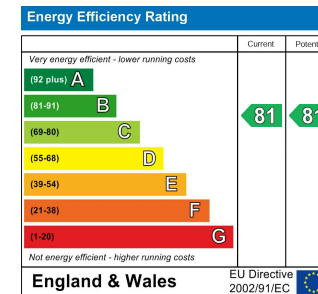 Energy Efficiency Rating
Current Potent
Very energy efficient - lower running costs
(92 plus) A
(81-91) B
81 81
(69-80) C
(55-68) D
(39-54) E
(21-38) F
(1-20) G
Not energy efficient - higher running costs
England & Wales
EU Directive
2002/91/EC